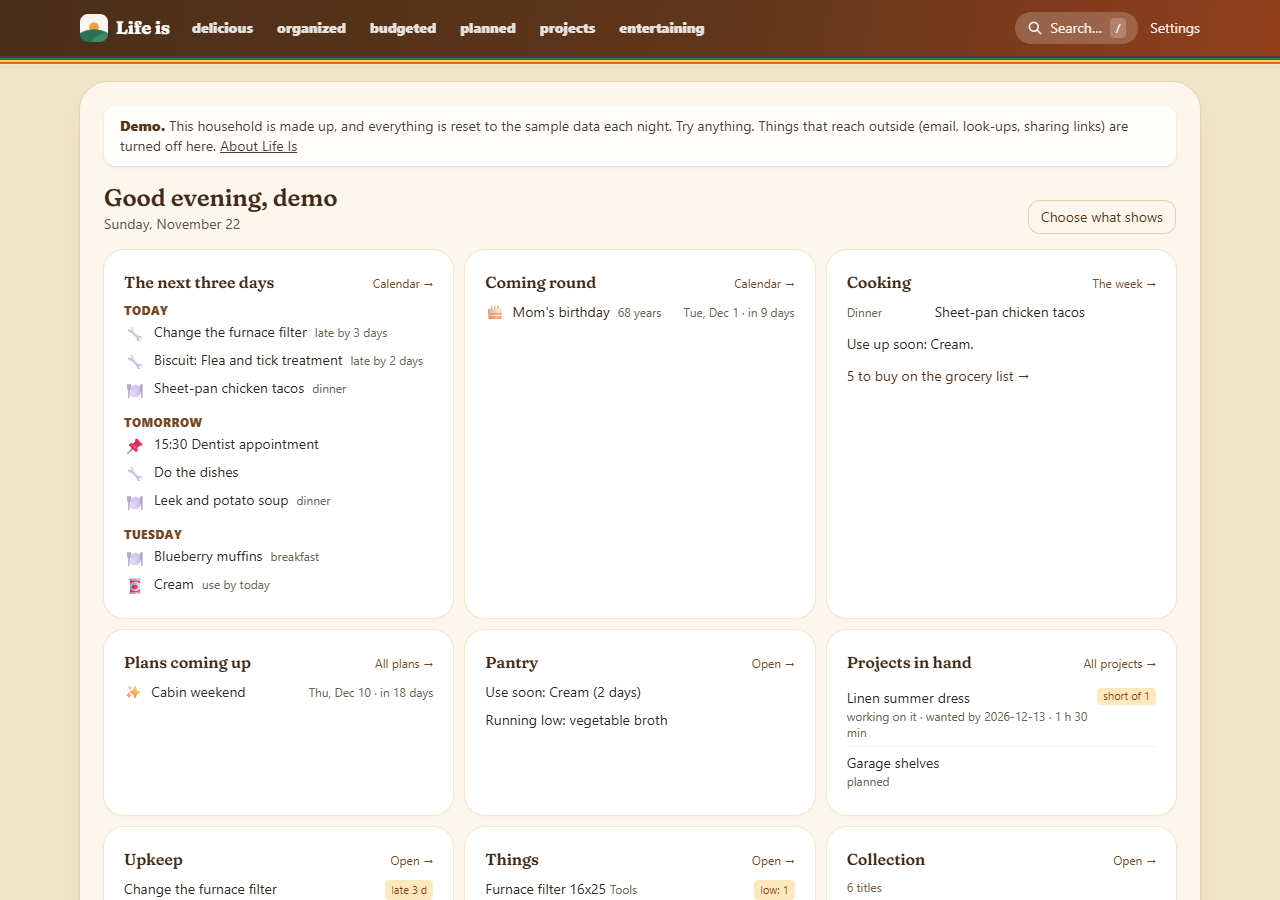 Life is delicious organized budgeted planned projects entertaining Search... / Settings
Demo. This household is made up, and everything is reset to the sample data each night. Try anything. Things that reach outside (email, look-ups, sharing links) are
turned off here. About Life Is
Good evening, demo
Sunday, November 22
Choose what shows
The next three days Calendar →
TODAY
Change the furnace filter late by 3 days
Biscuit: Flea and tick treatment late by 2 days
Sheet-pan chicken tacos dinner
TOMORROW
15:30 Dentist appointment
Do the dishes
Leek and potato soup dinner
TUESDAY
Blueberry muffins breakfast
Cream use by today
Coming round Calendar →
Mom's birthday 68 years Tue, Dec 1 · in 9 days
Cooking The week →
Dinner Sheet-pan chicken tacos
Use up soon: Cream.
5 to buy on the grocery list →
Plans coming up All plans →
Cabin weekend Thu, Dec 10 · in 18 days
Pantry Open →
Use soon: Cream (2 days)
Running low: vegetable broth
Projects in hand All projects →
Linen summer dress short of 1
working on it · wanted by 2026-12-13 · 1 h 30
min
Garage shelves
planned
Upkeep Open →
Change the furnace filter late 3 d
Things Open →
Furnace filter 16x25 Tools low: 1
Collection Open →
6 titles